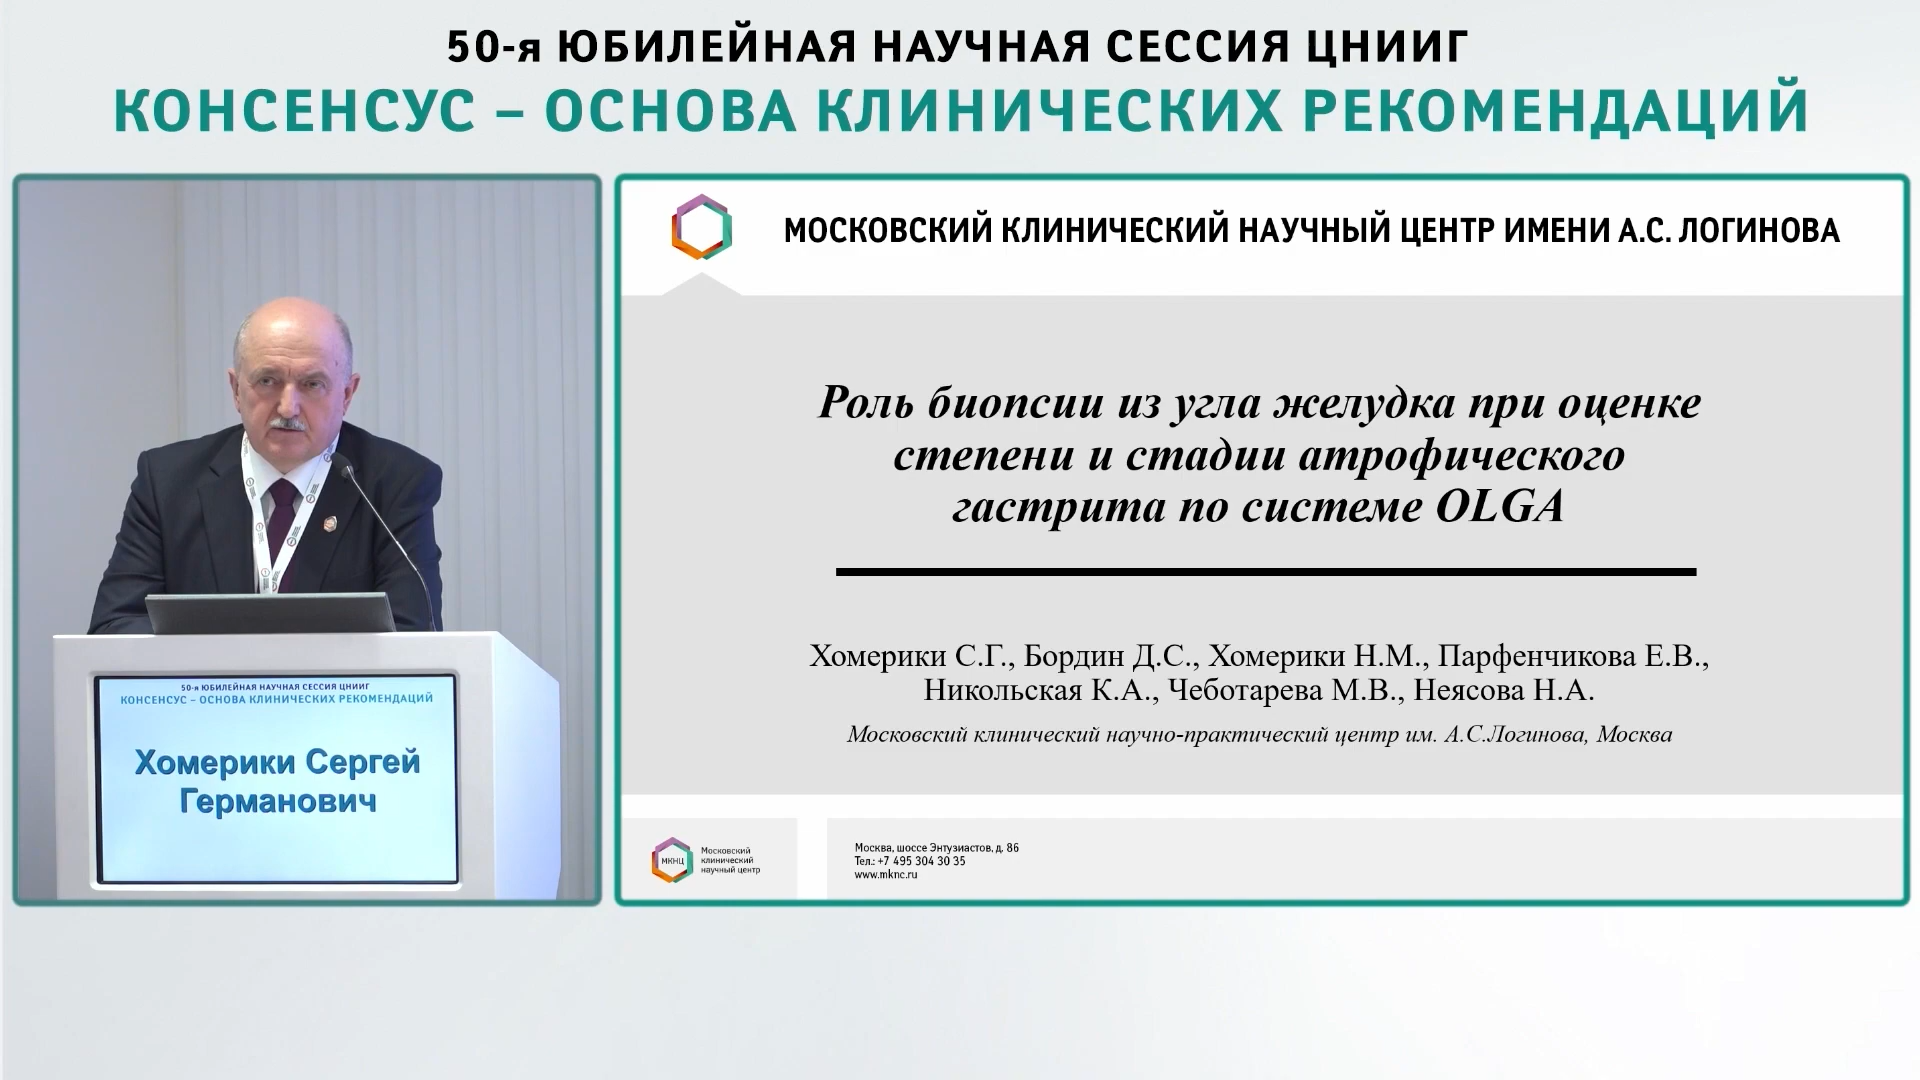 50-я ЮБИЛЕЙНАЯ НАУЧНАЯ СЕССИЯ ЦНИИГ
КОНСЕНСУС – ОСНОВА КЛИНИЧЕСКИХ РЕКОМЕНДАЦИЙ
50-я ЮБИЛЕЙНАЯ НАУЧНАЯ СЕССИЯ ЦНИИГ
КОНСЕНСУС – ОСНОВА КЛИНИЧЕСКИХ РЕКОМЕНДАЦИЙ
Хомерики Сергей
Германович
МОСКОВСКИЙ КЛИНИЧЕСКИЙ НАУЧНЫЙ ЦЕНТР ИМЕНИ А.С. ЛОГИНОВА
Роль биопсии из угла желудка при оценке
степени и стадии атрофического
гастрита по системе OLGA
Хомерики С.Г., Бордин Д.С., Хомерики Н.М., Парфенчикова Е.В.,
Никольская К.А., Чеботарева М.В., Неясова Н.А.
Московский клинический научно-практический центр им. А.С.Логинова, Москва
МКНЦ
Московский
клинический
научный центр
Москва, шоссе Энтузиастов, д. 86
Тел.: +7 495 304 30 35
www.mknc.ru